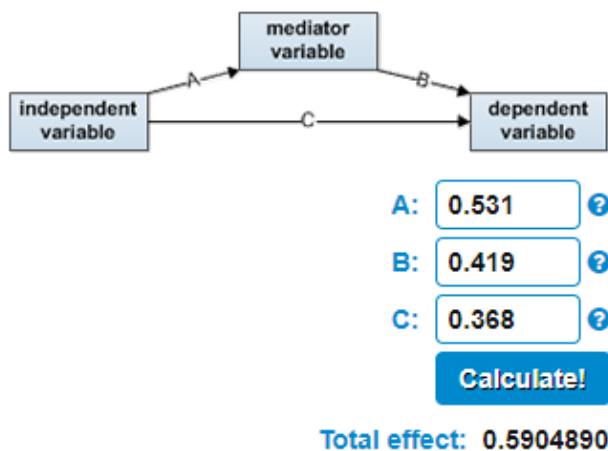 mediator
variable
A
B
independent
variable
C
dependent
variable
A: 0.531 ?
B: 0.419 ?
C: 0.368 ?
Calculate!
Total effect: 0.5904890